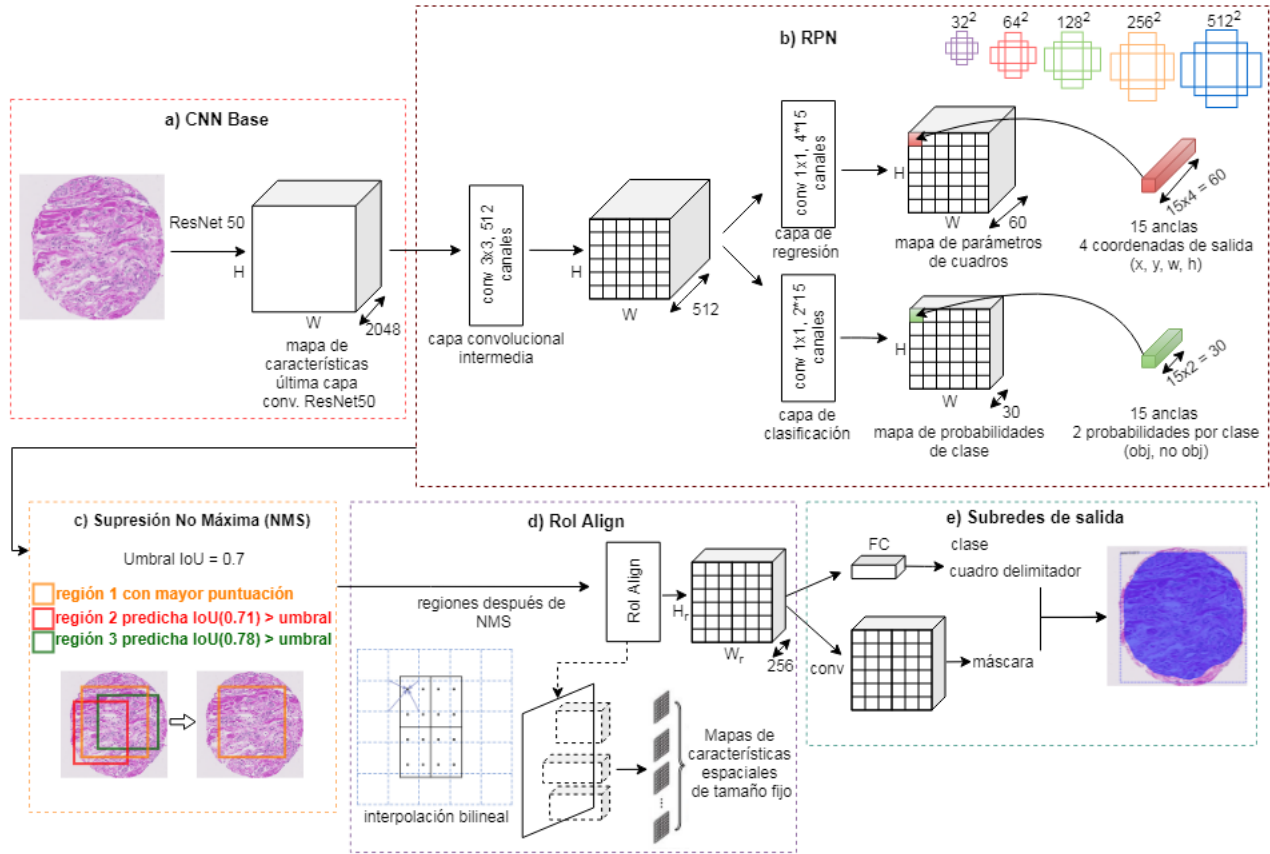 a) CNN Base
ResNet 50
H
W
2048
mapa de
características
última capa
conv. ResNet50
b) RPN
32²
64²
128²
256²
512²
conv 3x3, 512
canales
capa convolucional
intermedia
H
W
512
conv 1x1, 4*15
canales
capa de
regresión
H
W
60
mapa de parámetros
de cuadros
15x4 = 60
15 anclas
4 coordenadas de salida
(x, y, w, h)
conv 1x1, 2*15
canales
capa de
clasificación
H
W
30
mapa de probabilidades
de clase
15x2 = 30
15 anclas
2 probabilidades por clase
(obj, no obj)
c) Supresión No Máxima (NMS)
Umbral IoU = 0.7
región 1 con mayor puntuación
región 2 predicha IoU(0.71) > umbral
región 3 predicha IoU(0.78) > umbral
d) RoI Align
regiones después de
NMS
RoI Align
Hr
Wr
256
interpolación bilineal
Mapas de
características
espaciales
de tamaño fijo
e) Subredes de salida
FC
clase
cuadro delimitador
conv
máscara